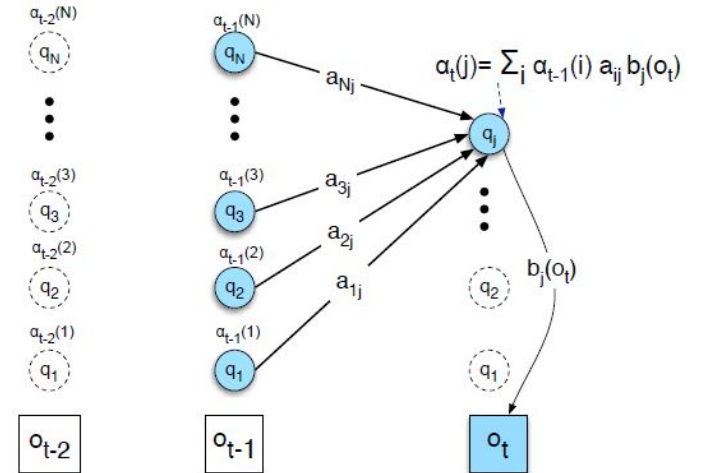 αt-2(N) αt-1(N)
qN qN
αt(j)= Σi αt-1(i) aij bj(ot)
aNj
qj
αt-2(3) αt-1(3)
q3 q3
a3j
αt-2(2) αt-1(2)
a2j
q2 q2 q2
bj(ot)
a1j
αt-2(1) αt-1(1)
q1 q1 q1
ot-2 ot-1 ot